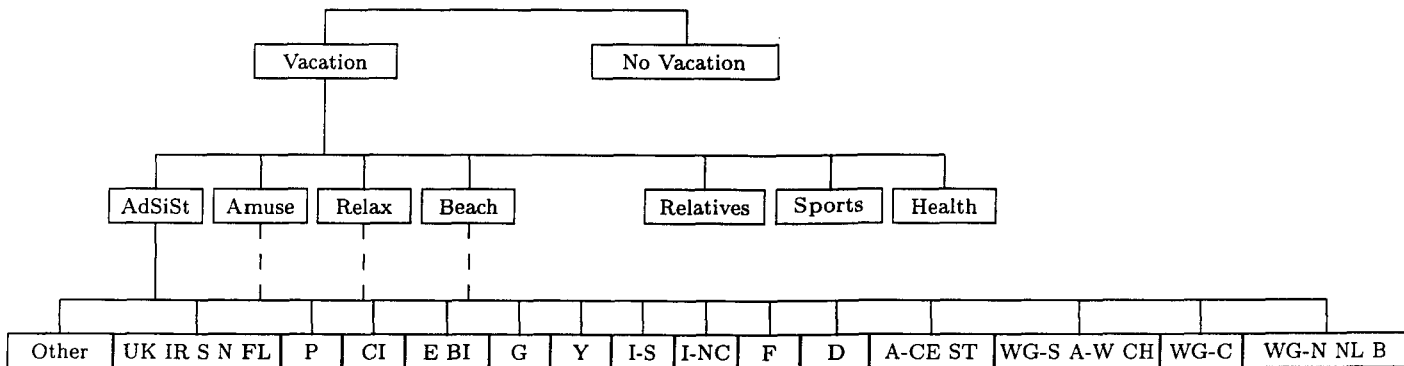 Vacation No Vacation
AdSiSt Amuse Relax Beach Relatives Sports Health
Other UK IR S N FL P CI E BI G Y I-S I-NC F D A-CE ST WG-S A-W CH WG-C WG-N NL B